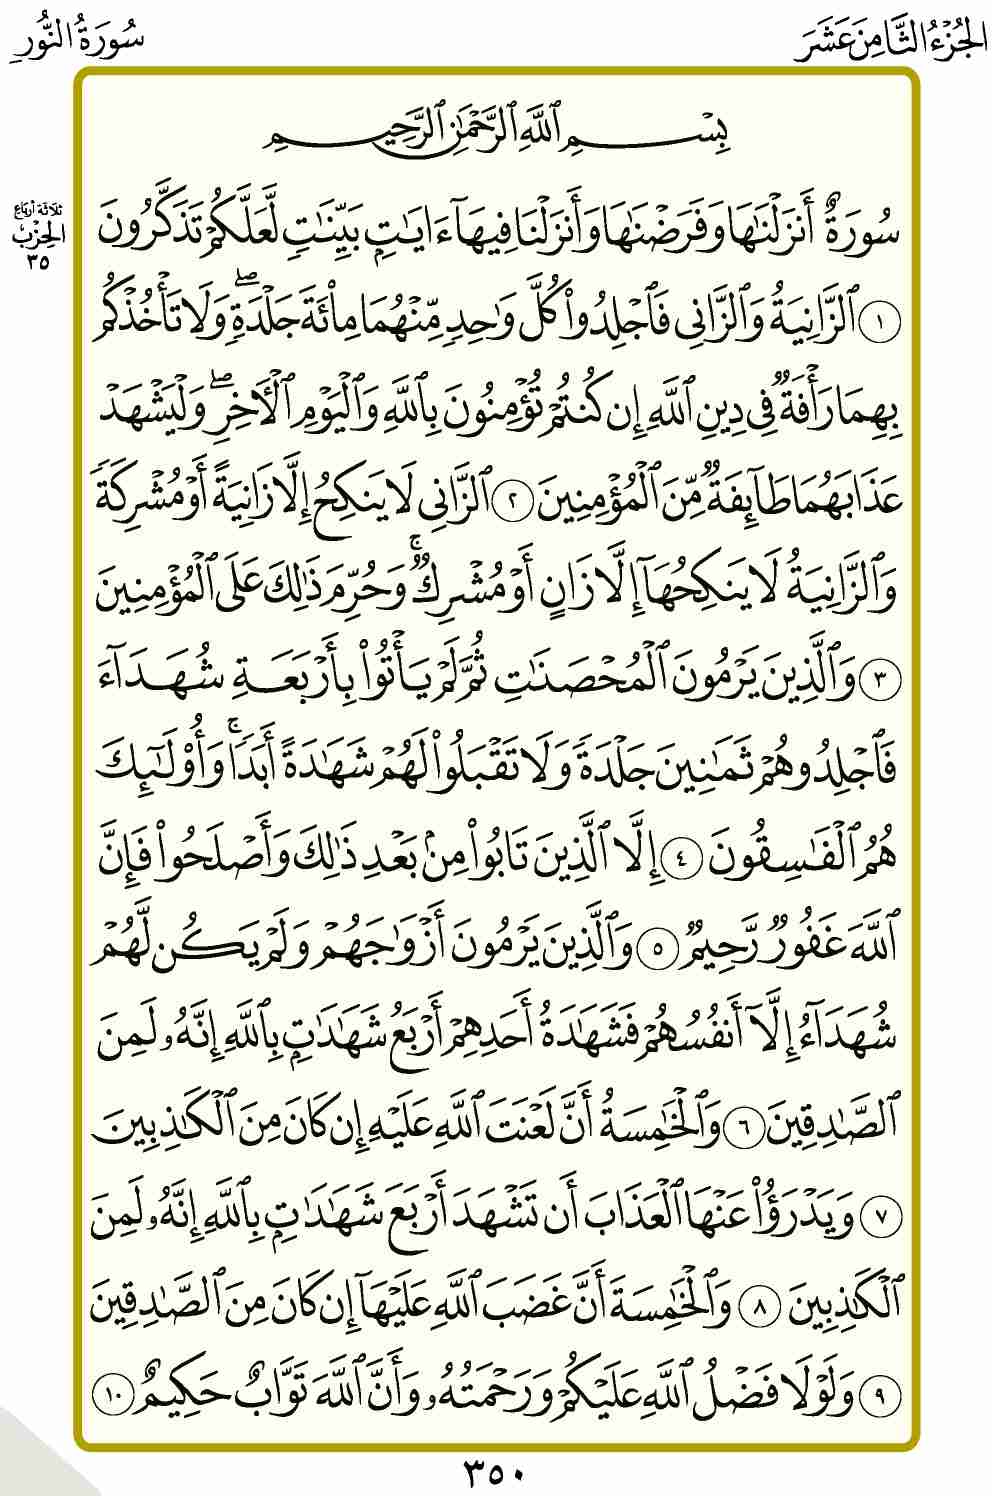 الجُزْءُ الثَّامِنَ عَشَرَ
سُورَةُ النُّورِ
بِسْمِ ٱللَّهِ ٱلرَّحْمَٰنِ ٱلرَّحِيمِ
ثلاثة أرباع
الحزب
٣٥
سُورَةٌ أَنزَلْنَٰهَا وَفَرَضْنَٰهَا وَأَنزَلْنَا فِيهَآ ءَايَٰتِۭ بَيِّنَٰتٍ لَّعَلَّكُمْ تَذَكَّرُونَ
١ ٱلزَّانِيَةُ وَٱلزَّانِى فَٱجْلِدُوا۟ كُلَّ وَٰحِدٍ مِّنْهُمَا مِا۟ئَةَ جَلْدَةٍ ۖ وَلَا تَأْخُذْكُم
بِهِمَا رَأْفَةٌ فِى دِينِ ٱللَّهِ إِن كُنتُمْ تُؤْمِنُونَ بِٱللَّهِ وَٱلْيَوْمِ ٱلْءَاخِرِ ۖ وَلْيَشْهَدْ
عَذَابَهُمَا طَآئِفَةٌ مِّنَ ٱلْمُؤْمِنِينَ ٢ ٱلزَّانِى لَا يَنكِحُ إِلَّا زَانِيَةً أَوْ مُشْرِكَةً
وَٱلزَّانِيَةُ لَا يَنكِحُهَآ إِلَّا زَانٍ أَوْ مُشْرِكٌ ۚ وَحُرِّمَ ذَٰلِكَ عَلَى ٱلْمُؤْمِنِينَ
٣ وَٱلَّذِينَ يَرْمُونَ ٱلْمُحْصَنَٰتِ ثُمَّ لَمْ يَأْتُوا۟ بِأَرْبَعَةِ شُهَدَآءَ
فَٱجْلِدُوهُمْ ثَمَٰنِينَ جَلْدَةً وَلَا تَقْبَلُوا۟ لَهُمْ شَهَٰدَةً أَبَدًا ۚ وَأُو۟لَٰٓئِكَ
هُمُ ٱلْفَٰسِقُونَ ٤ إِلَّا ٱلَّذِينَ تَابُوا۟ مِنۢ بَعْدِ ذَٰلِكَ وَأَصْلَحُوا۟ فَإِنَّ
ٱللَّهَ غَفُورٌ رَّحِيمٌ ٥ وَٱلَّذِينَ يَرْمُونَ أَزْوَٰجَهُمْ وَلَمْ يَكُن لَّهُمْ
شُهَدَآءُ إِلَّآ أَنفُسُهُمْ فَشَهَٰدَةُ أَحَدِهِمْ أَرْبَعُ شَهَٰدَٰتِۭ بِٱللَّهِ إِنَّهُۥ لَمِنَ
ٱلصَّٰدِقِينَ ٦ وَٱلْخَٰمِسَةُ أَنَّ لَعْنَتَ ٱللَّهِ عَلَيْهِ إِن كَانَ مِنَ ٱلْكَٰذِبِينَ
٧ وَيَدْرَؤُا۟ عَنْهَا ٱلْعَذَابَ أَن تَشْهَدَ أَرْبَعَ شَهَٰدَٰتِۭ بِٱللَّهِ إِنَّهُۥ لَمِنَ
ٱلْكَٰذِبِينَ ٨ وَٱلْخَٰمِسَةَ أَنَّ غَضَبَ ٱللَّهِ عَلَيْهَآ إِن كَانَ مِنَ ٱلصَّٰدِقِينَ
٩ وَلَوْلَا فَضْلُ ٱللَّهِ عَلَيْكُمْ وَرَحْمَتُهُۥ وَأَنَّ ٱللَّهَ تَوَّابٌ حَكِيمٌ ١٠
٣٥٠